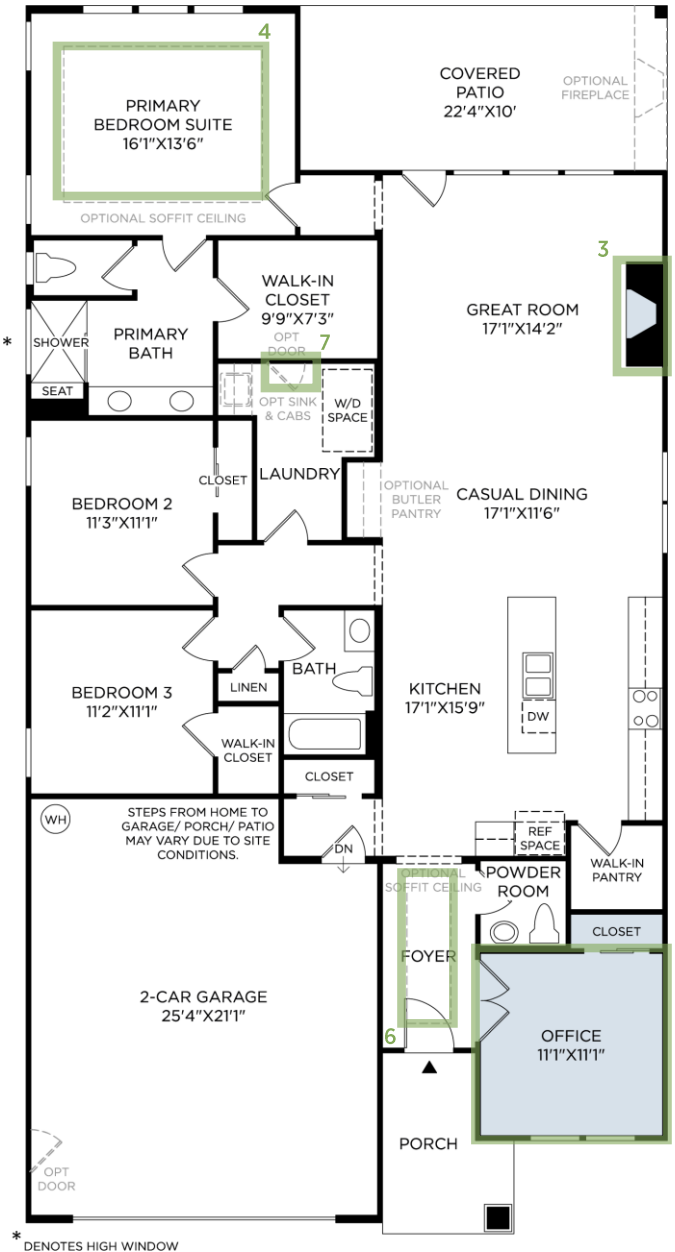 4
PRIMARY
BEDROOM SUITE
16'1"X13'6"
OPTIONAL SOFFIT CEILING
COVERED
PATIO
22'4"X10'
OPTIONAL
FIREPLACE
3
GREAT ROOM
17'1"X14'2"
WALK-IN
CLOSET
9'9"X7'3"
OPT
DOOR
7
*
SHOWER
SEAT
PRIMARY
BATH
OPT SINK
& CABS
W/D
SPACE
LAUNDRY
CLOSET
BEDROOM 2
11'3"X11'1"
OPTIONAL
BUTLER
PANTRY
CASUAL DINING
17'1"X11'6"
BATH
LINEN
BEDROOM 3
11'2"X11'1"
WALK-IN
CLOSET
CLOSET
KITCHEN
17'1"X15'9"
DW
REF
SPACE
WALK-IN
PANTRY
WH
STEPS FROM HOME TO
GARAGE/ PORCH/ PATIO
MAY VARY DUE TO SITE
CONDITIONS.
DN
OPTIONAL
SOFFIT CEILING
POWDER
ROOM
CLOSET
FOYER
6
2-CAR GARAGE
25'4"X21'1"
OFFICE
11'1"X11'1"
PORCH
OPT
DOOR
* DENOTES HIGH WINDOW